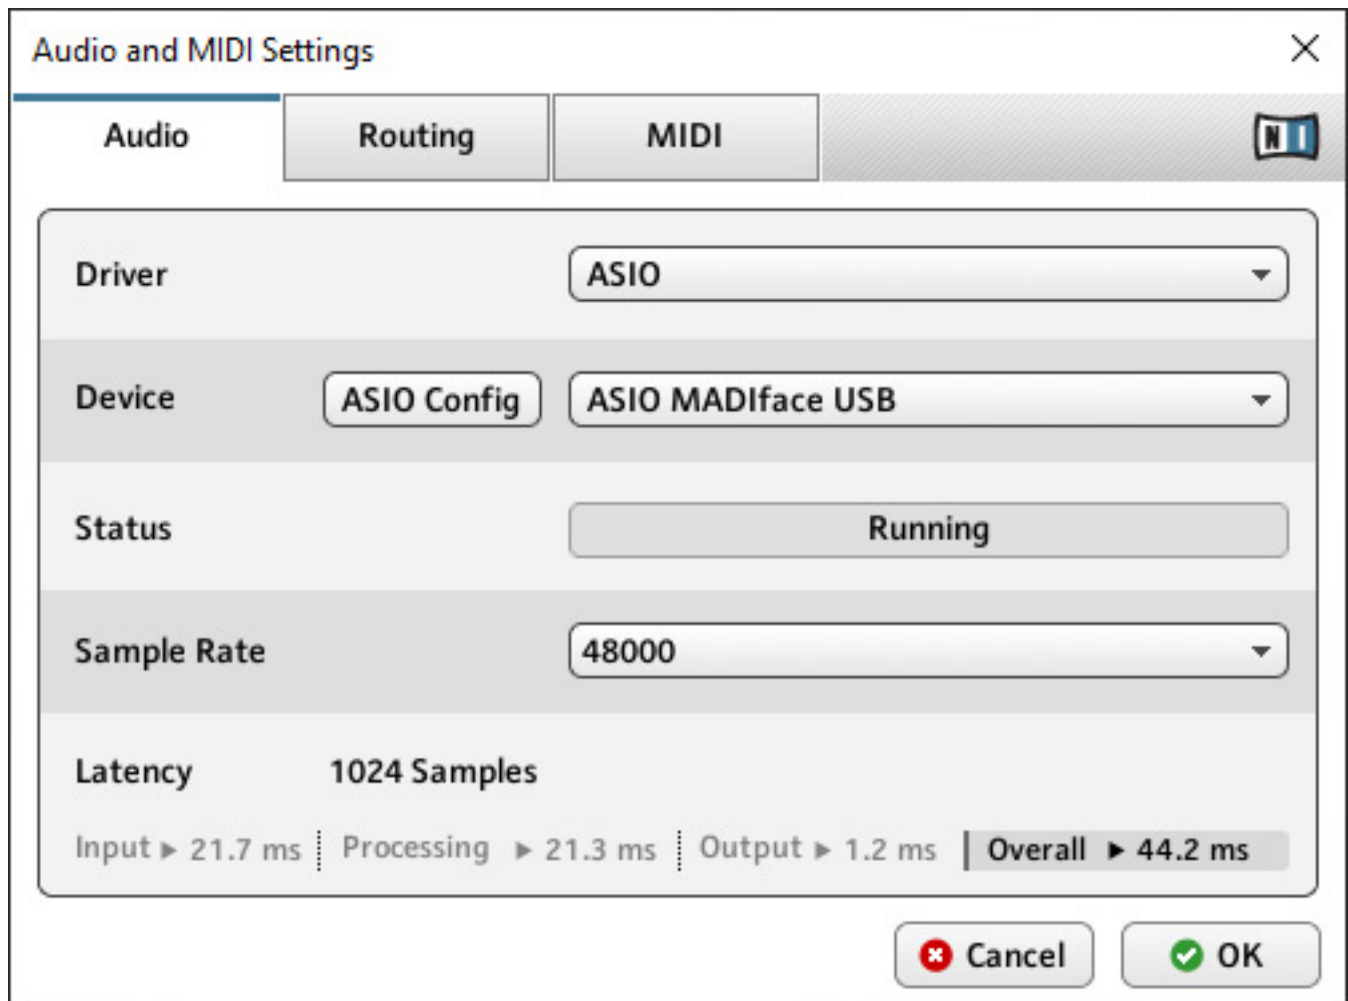 Audio and MIDI Settings
Audio Routing MIDI NI
Driver ASIO
Device ASIO Config ASIO MADIface USB
Status Running
Sample Rate 48000
Latency 1024 Samples
Input ▶ 21.7 ms Processing ▶ 21.3 ms Output ▶ 1.2 ms Overall ▶ 44.2 ms
Cancel OK